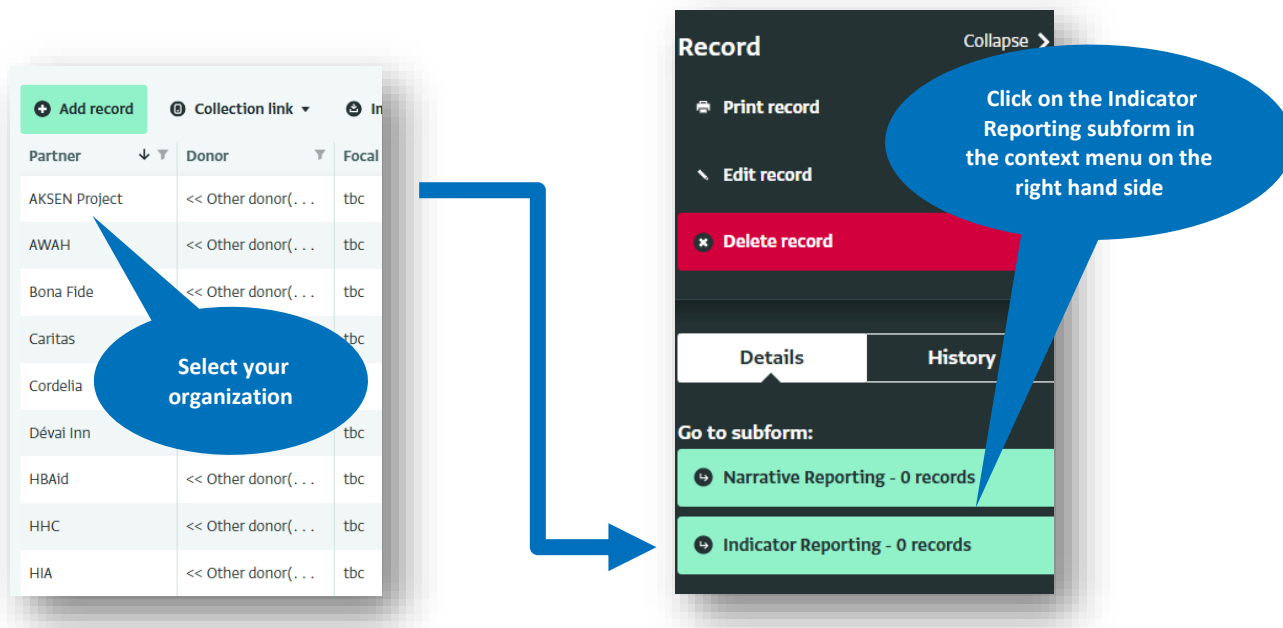 Add record
Collection link
Partner
Donor
Focal
AKSEN Project
<< Other donor(. . .
tbc
AWAH
<< Other donor(. . .
tbc
Bona Fide
<< Other donor(. . .
tbc
Caritas
tbc
Cordelia
Dévai Inn
tbc
HBAid
<< Other donor(. . .
tbc
HHC
<< Other donor(. . .
tbc
HIA
<< Other donor(. . .
tbc
Select your
organization
Record
Collapse
Print record
Edit record
Delete record
Details
History
Go to subform:
Narrative Reporting - 0 records
Indicator Reporting - 0 records
Click on the Indicator
Reporting subform in
the context menu on the
right hand side